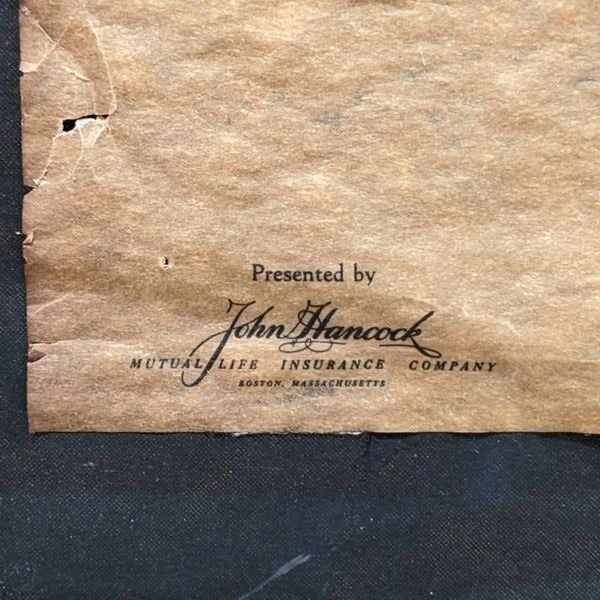 Presented by
John Hancock
MUTUAL LIFE INSURANCE COMPANY
BOSTON, MASSACHUSETTS